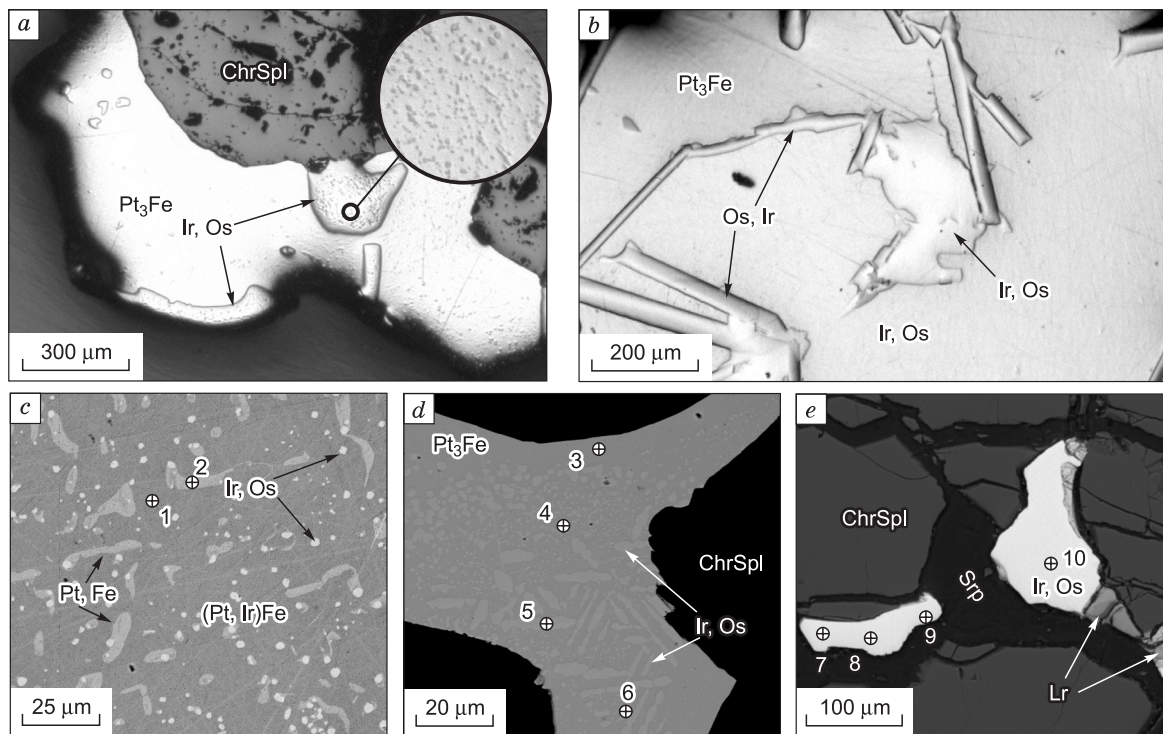 a
ChrSpl
Pt₃Fe
Ir, Os
300 µm
b
Pt₃Fe
Os, Ir
Ir, Os
Ir, Os
200 µm
c
2
Ir, Os
1
Pt, Fe
(Pt, Ir)Fe
25 µm
d
Pt₃Fe
3
4
ChrSpl
5
Ir, Os
6
20 µm
e
ChrSpl
Srp
10
Ir, Os
9
7
8
Lr
100 µm